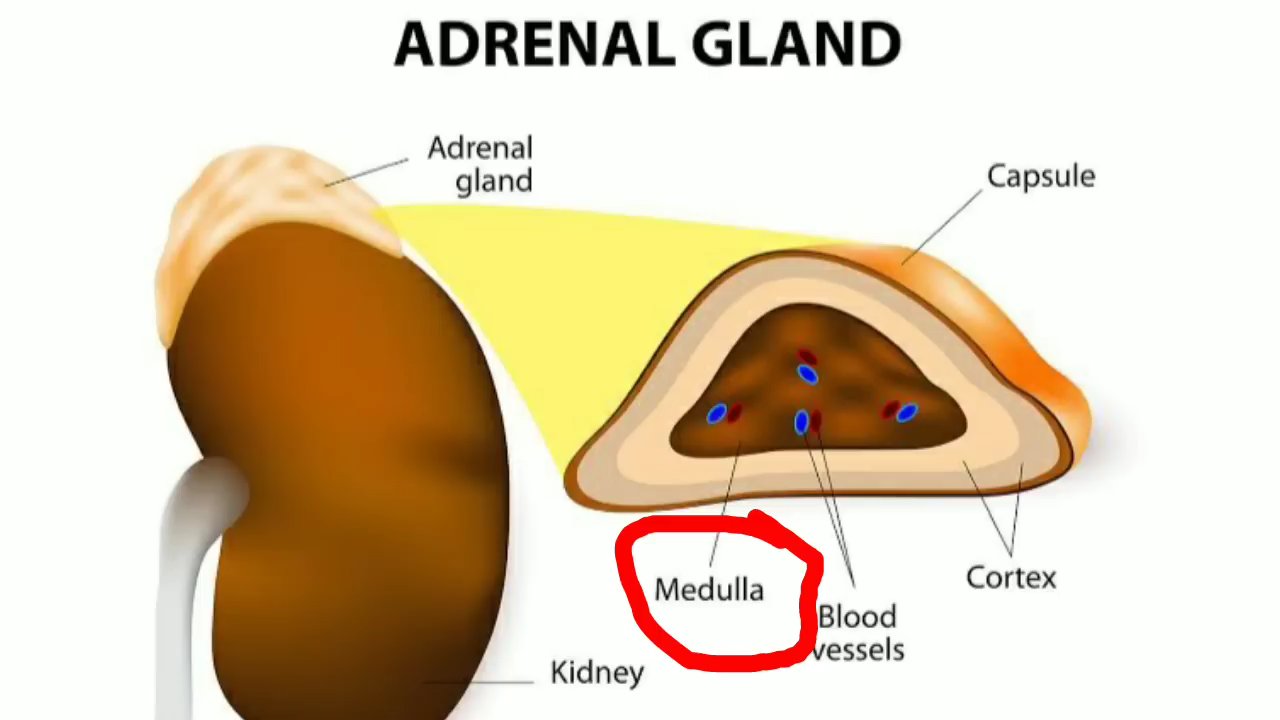 ADRENAL GLAND
Adrenal
gland
Capsule
Medulla
Blood
vessels
Cortex
Kidney